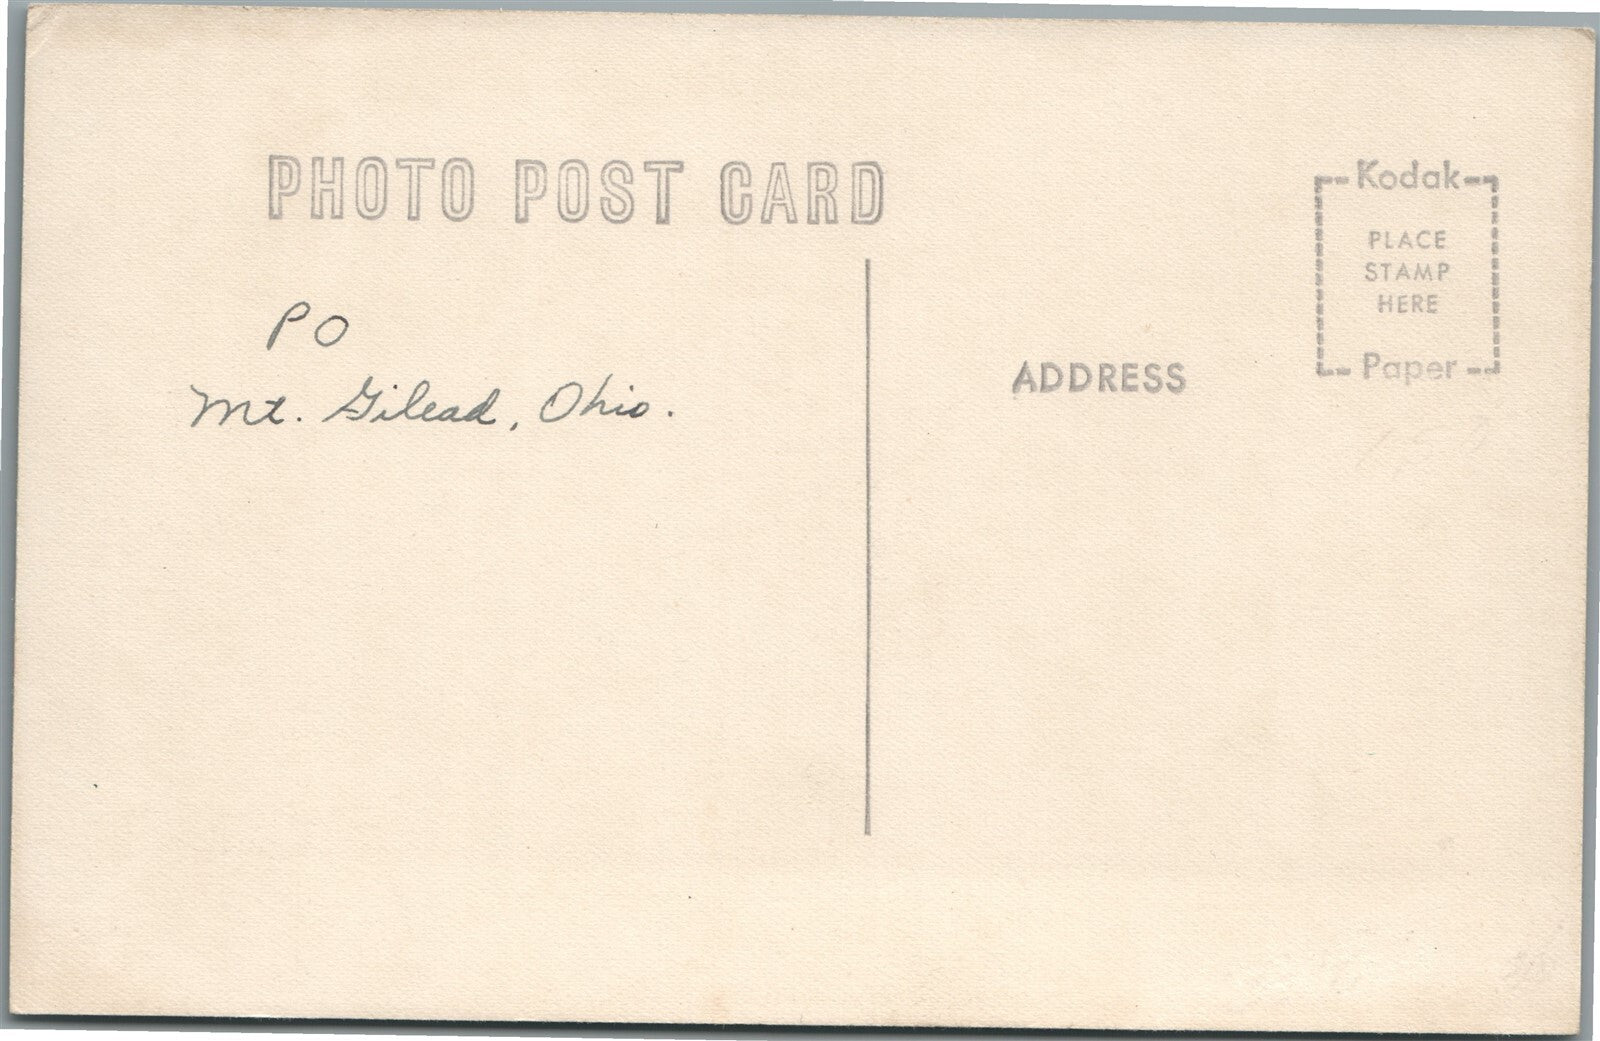 PHOTO POST CARD
Kodak
PLACE
STAMP
HERE
Paper
PO
Mt. Gilead, Ohio.
ADDRESS